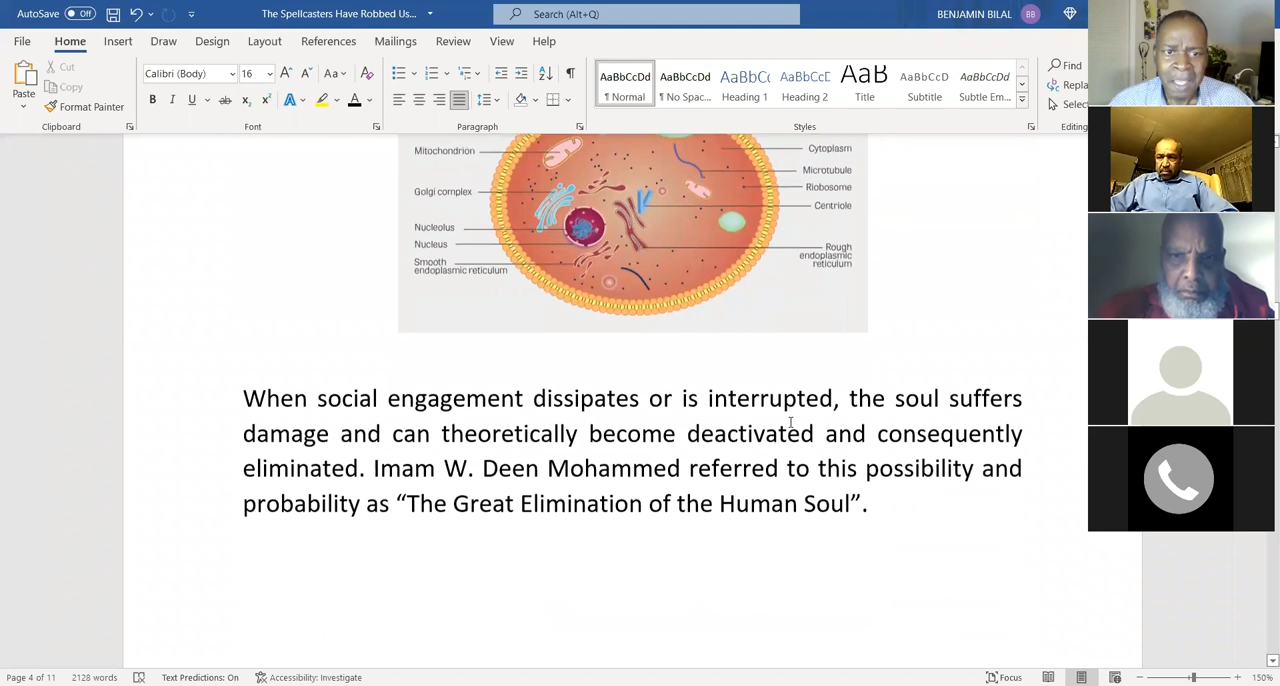 AutoSave Off The Spellcasters Have Robbed Us... Search (Alt+Q) BENJAMIN BILAL BB
File Home Insert Draw Design Layout References Mailings Review View Help
Paste
Cut
Copy
Format Painter
Clipboard
Calibri (Body) 16
Font
Paragraph
AaBbCcDd
¶ Normal
AaBbCcDd
¶ No Spac...
AaBbCc
Heading 1
AaBbCcD
Heading 2
AaB
Title
AaBbCcD
Subtitle
AaBbCcDd
Subtle Em...
Styles
Find
Repla
Select
Editing
Mitochondrion
Golgi complex
Nucleolus
Nucleus
Smooth
endoplasmic reticulum
Cytoplasm
Microtubule
Riobosome
Centriole
Rough
endoplasmic
reticulum
When social engagement dissipates or is interrupted, the soul suffers
damage and can theoretically become deactivated and consequently
eliminated. Imam W. Deen Mohammed referred to this possibility and
probability as “The Great Elimination of the Human Soul”.
Page 4 of 11 2128 words Text Predictions: On Accessibility: Investigate Focus 150%